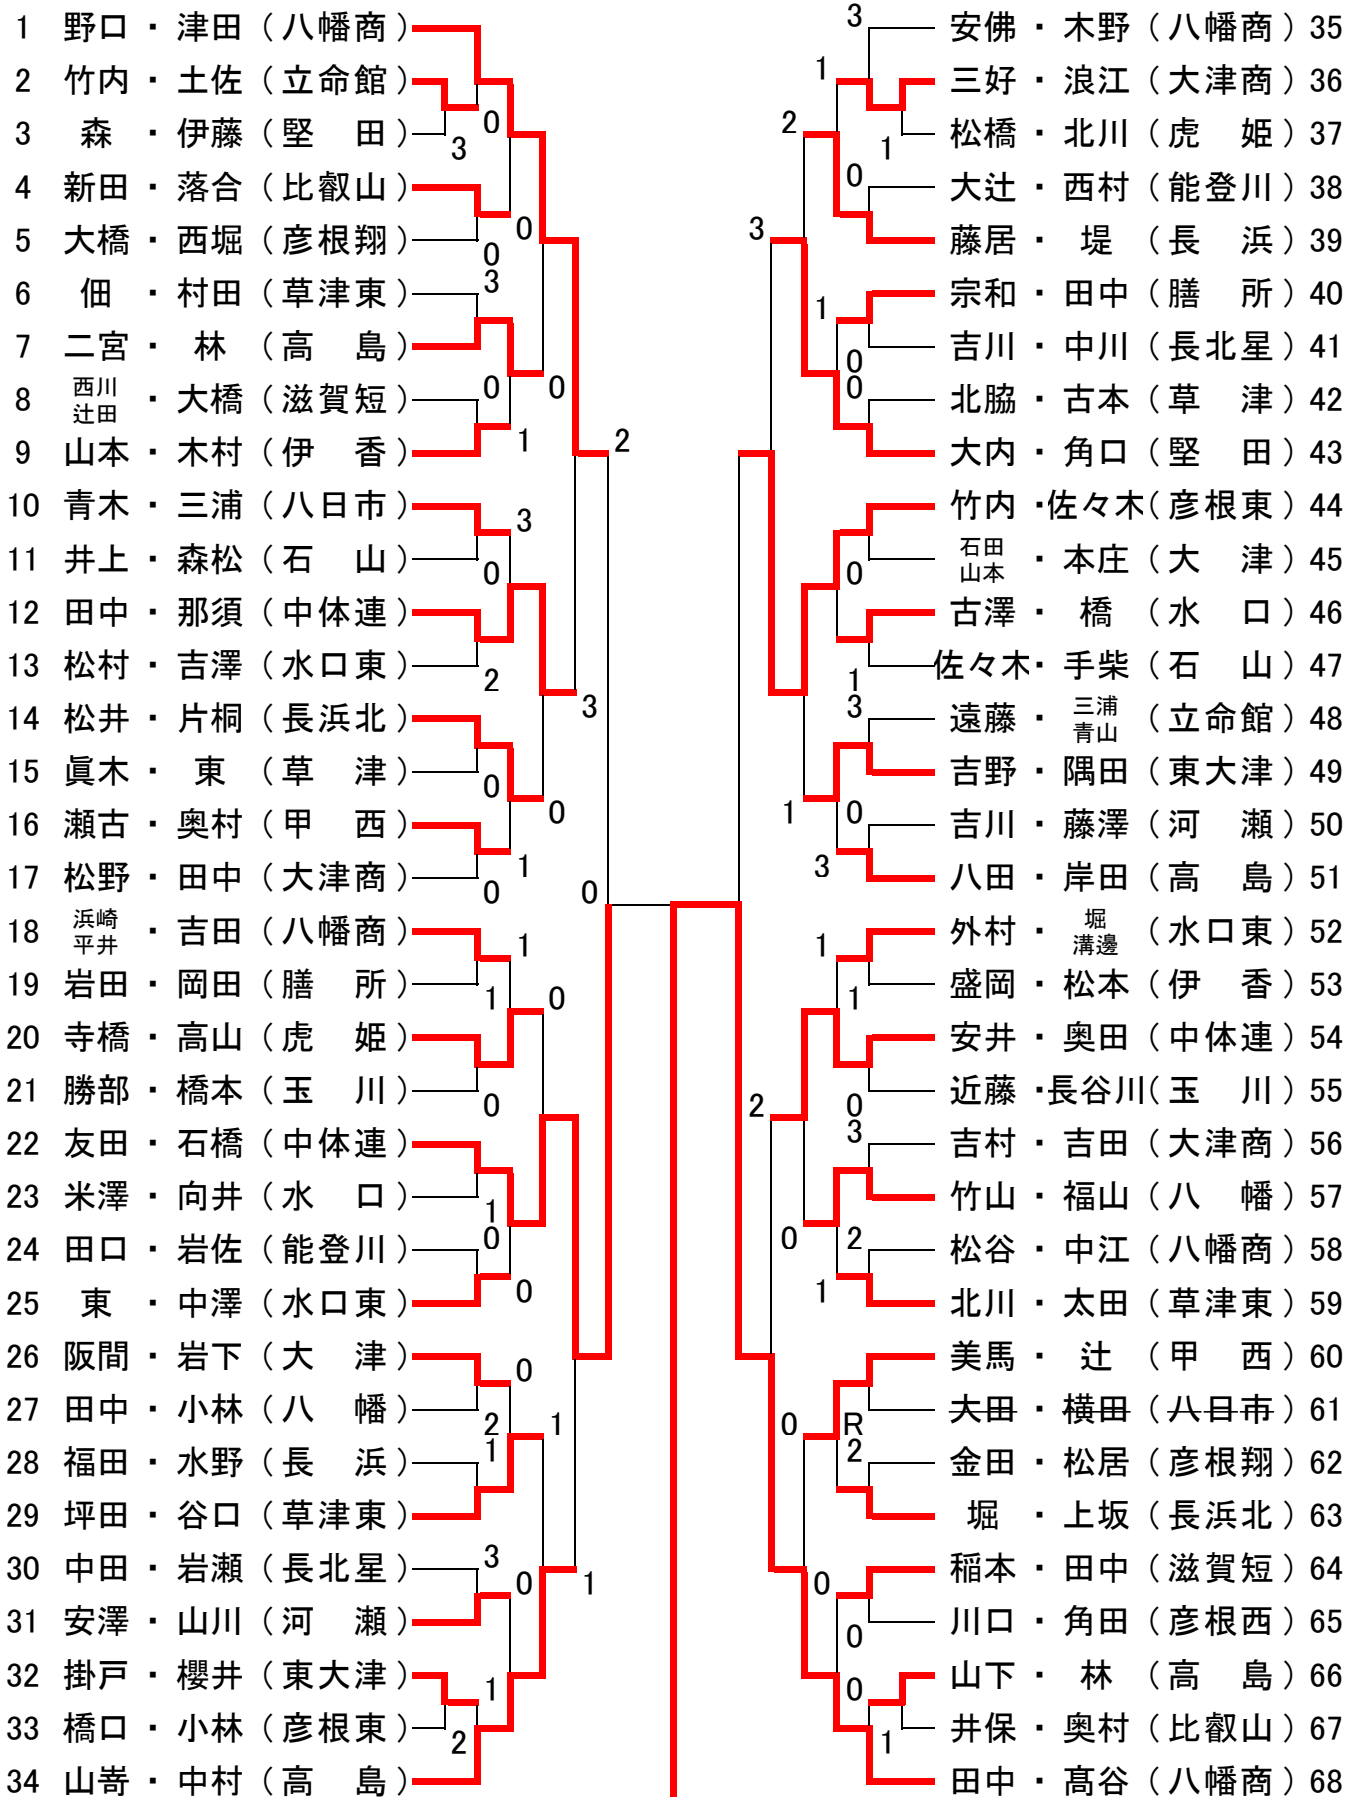 1 野口・津田（八幡商）
2 竹内・土佐（立命館）
3 森・伊藤（堅 田）
4 新田・落合（比叡山）
5 大橋・西堀（彦根翔）
6 佃・村田（草津東）
7 二宮・林（高 島）
8 西川 辻田・大橋（滋賀短）
9 山本・木村（伊 香）
10 青木・三浦（八日市）
11 井上・森松（石 山）
12 田中・那須（中体連）
13 松村・吉澤（水口東）
14 松井・片桐（長浜北）
15 眞木・東（草 津）
16 瀬古・奥村（甲 西）
17 松野・田中（大津商）
18 浜崎 平井・吉田（八幡商）
19 岩田・岡田（膳 所）
20 寺橋・高山（虎 姫）
21 勝部・橋本（玉 川）
22 友田・石橋（中体連）
23 米澤・向井（水 口）
24 田口・岩佐（能登川）
25 東・中澤（水口東）
26 阪間・岩下（大 津）
27 田中・小林（八 幡）
28 福田・水野（長 浜）
29 坪田・谷口（草津東）
30 中田・岩瀬（長北星）
31 安澤・山川（河 瀬）
32 掛戸・櫻井（東大津）
33 橋口・小林（彦根東）
34 山嵜・中村（高 島）
3
0
0
0
3
0
0
1
0
2
3
0
2
3
0
0
1
0
0
1
1
0
0
1
0
0
0
2
1
1
3
0
1
1
2
安佛・木野（八幡商）35
三好・浪江（大津商）36
松橋・北川（虎 姫）37
大辻・西村（能登川）38
藤居・堤（長 浜）39
宗和・田中（膳 所）40
吉川・中川（長北星）41
北脇・古本（草 津）42
大内・角口（堅 田）43
竹内・佐々木（彦根東）44
石田 山本・本庄（大 津）45
古澤・橋（水 口）46
佐々木・手柴（石 山）47
遠藤・三浦 青山（立命館）48
吉野・隅田（東大津）49
吉川・藤澤（河 瀬）50
八田・岸田（高 島）51
外村・堀 溝邊（水口東）52
盛岡・松本（伊 香）53
安井・奥田（中体連）54
近藤・長谷川（玉 川）55
吉村・吉田（大津商）56
竹山・福山（八 幡）57
松谷・中江（八幡商）58
北川・太田（草津東）59
美馬・辻（甲 西）60
大田・横田（八日市）61
金田・松居（彦根翔）62
堀・上坂（長浜北）63
稲本・田中（滋賀短）64
川口・角田（彦根西）65
山下・林（高 島）66
井保・奥村（比叡山）67
田中・髙谷（八幡商）68
3
1
2
1
0
3
1
0
0
0
1
3
1
0
3
1
1
0
2
3
0
2
1
0
R
2
0
0
0
1